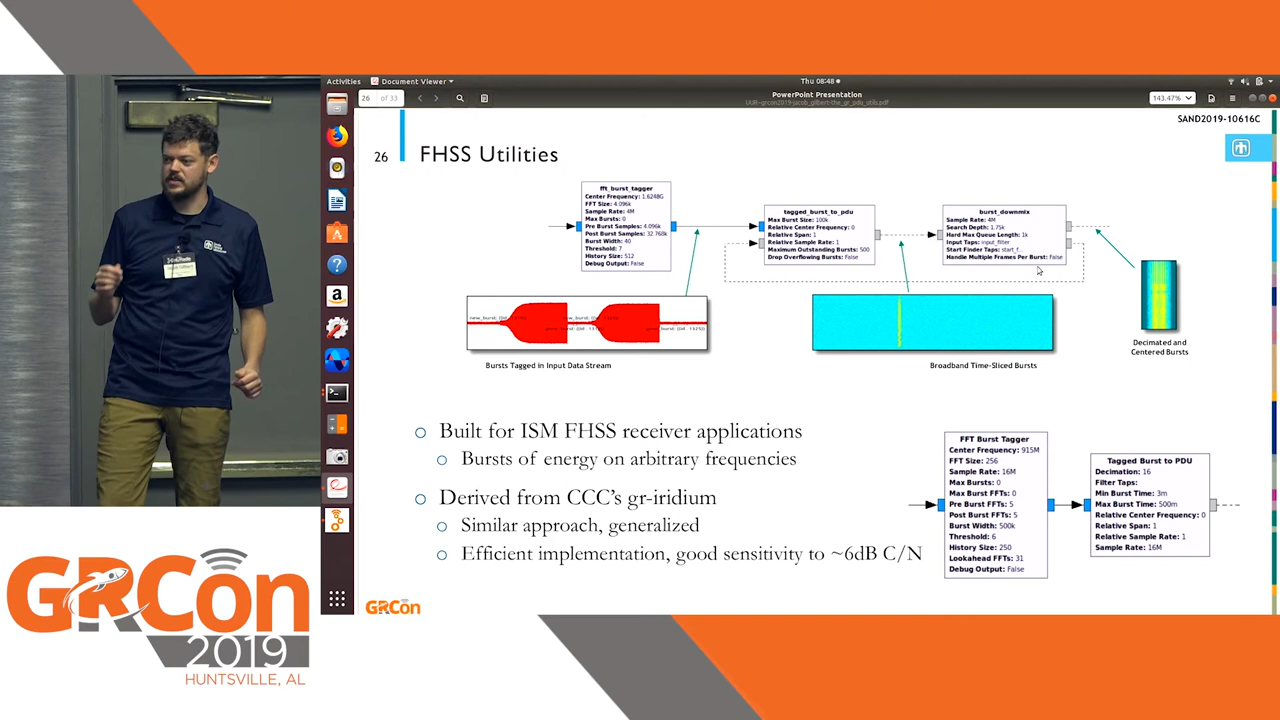 Activities
Document Viewer
Thu 08:48
26 of 33
PowerPoint Presentation
143.47%
SAND2019-10616C
26
FHSS Utilities
fft_burst_tagger
Center Frequency: 1.6248G
FFT Size: 4.096k
Sample Rate: 4M
Max Bursts: 0
Pre Burst Samples: 4.096k
Post Burst Samples: 32.768k
Burst Width: 40
Threshold: 7
History Size: 512
Debug Output: False
tagged_burst_to_pdu
Max Burst Size: 100k
Relative Center Frequency: 0
Relative Span: 1
Relative Sample Rate: 1
Maximum Outstanding Bursts: 500
Drop Overflowing Bursts: False
burst_downmix
Sample Rate: 4M
Search Depth: 1.75k
Hard Max Queue Length: 1k
Input Taps: input_filter
Start Finder Taps: start_f...
Handle Multiple Frames Per Burst: False
Bursts Tagged in Input Data Stream
Broadband Time-Sliced Bursts
Decimated and
Centered Bursts
Built for ISM FHSS receiver applications
Bursts of energy on arbitrary frequencies
Derived from CCC's gr-iridium
Similar approach, generalized
Efficient implementation, good sensitivity to ~6dB C/N
FFT Burst Tagger
Center Frequency: 915M
FFT Size: 256
Sample Rate: 16M
Max Bursts: 0
Max Burst FFTs: 0
Pre Burst FFTs: 5
Post Burst FFTs: 5
Burst Width: 500k
Threshold: 6
History Size: 250
Lookahead FFTs: 31
Debug Output: False
Tagged Burst to PDU
Decimation: 16
Filter Taps:
Min Burst Time: 3m
Max Burst Time: 500m
Relative Center Frequency: 0
Relative Span: 1
Relative Sample Rate: 1
Sample Rate: 16M
GRCon
GRCon
2019
HUNTSVILLE, AL